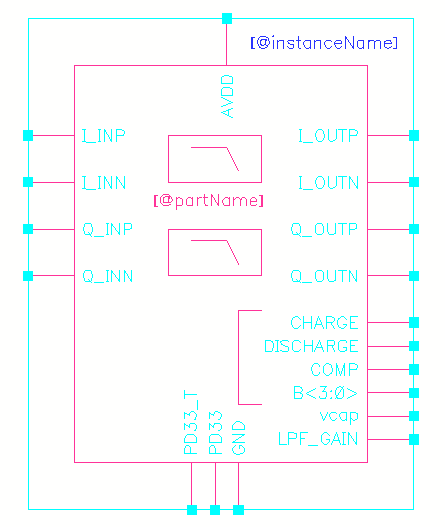 [@instanceName]
AVDD
I_INP
I_OUTP
I_INN
I_OUTN
[@partName]
Q_INP
Q_OUTP
Q_INN
Q_OUTN
CHARGE
DISCHARGE
COMP
B<3:0>
vcap
LPF_GAIN
PD33_T
PD33
GND